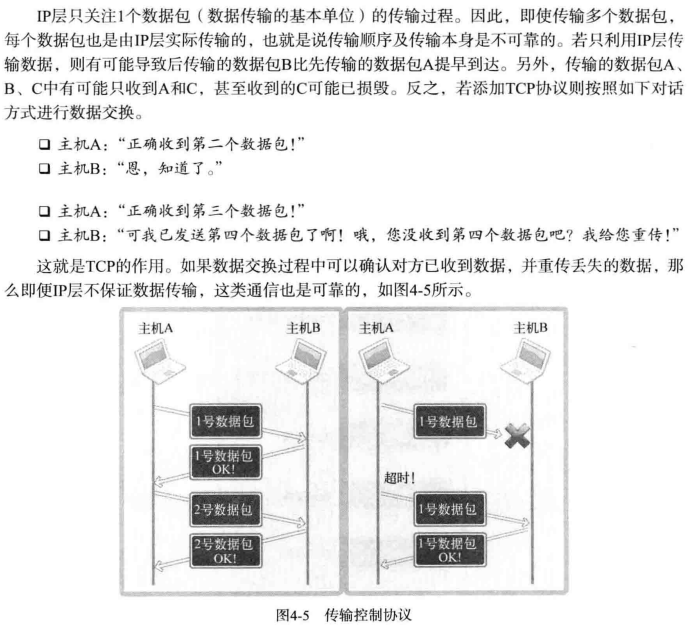 IP层只关注1个数据包（数据传输的基本单位）的传输过程。因此，即使传输多个数据包，
每个数据包也是由IP层实际传输的，也就是说传输顺序及传输本身是不可靠的。若只利用IP层传
输数据，则有可能导致后传输的数据包B比先传输的数据包A提早到达。另外，传输的数据包A、
B、C中有可能只收到A和C，甚至收到的C可能已损毁。反之，若添加TCP协议则按照如下对话
方式进行数据交换。
□ 主机A：“正确收到第二个数据包！”
□ 主机B：“恩，知道了。”
□ 主机A：“正确收到第三个数据包！”
□ 主机B：“可我已发送第四个数据包了啊！哦，您没收到第四个数据包吧？我给您重传！”
这就是TCP的作用。如果数据交换过程中可以确认对方已收到数据，并重传丢失的数据，那
么即便IP层不保证数据传输，这类通信也是可靠的，如图4-5所示。
主机A 主机B
1号数据包
1号数据包
OK!
2号数据包
2号数据包
OK!
主机A 主机B
1号数据包
超时！
1号数据包
1号数据包
OK!
图4-5 传输控制协议